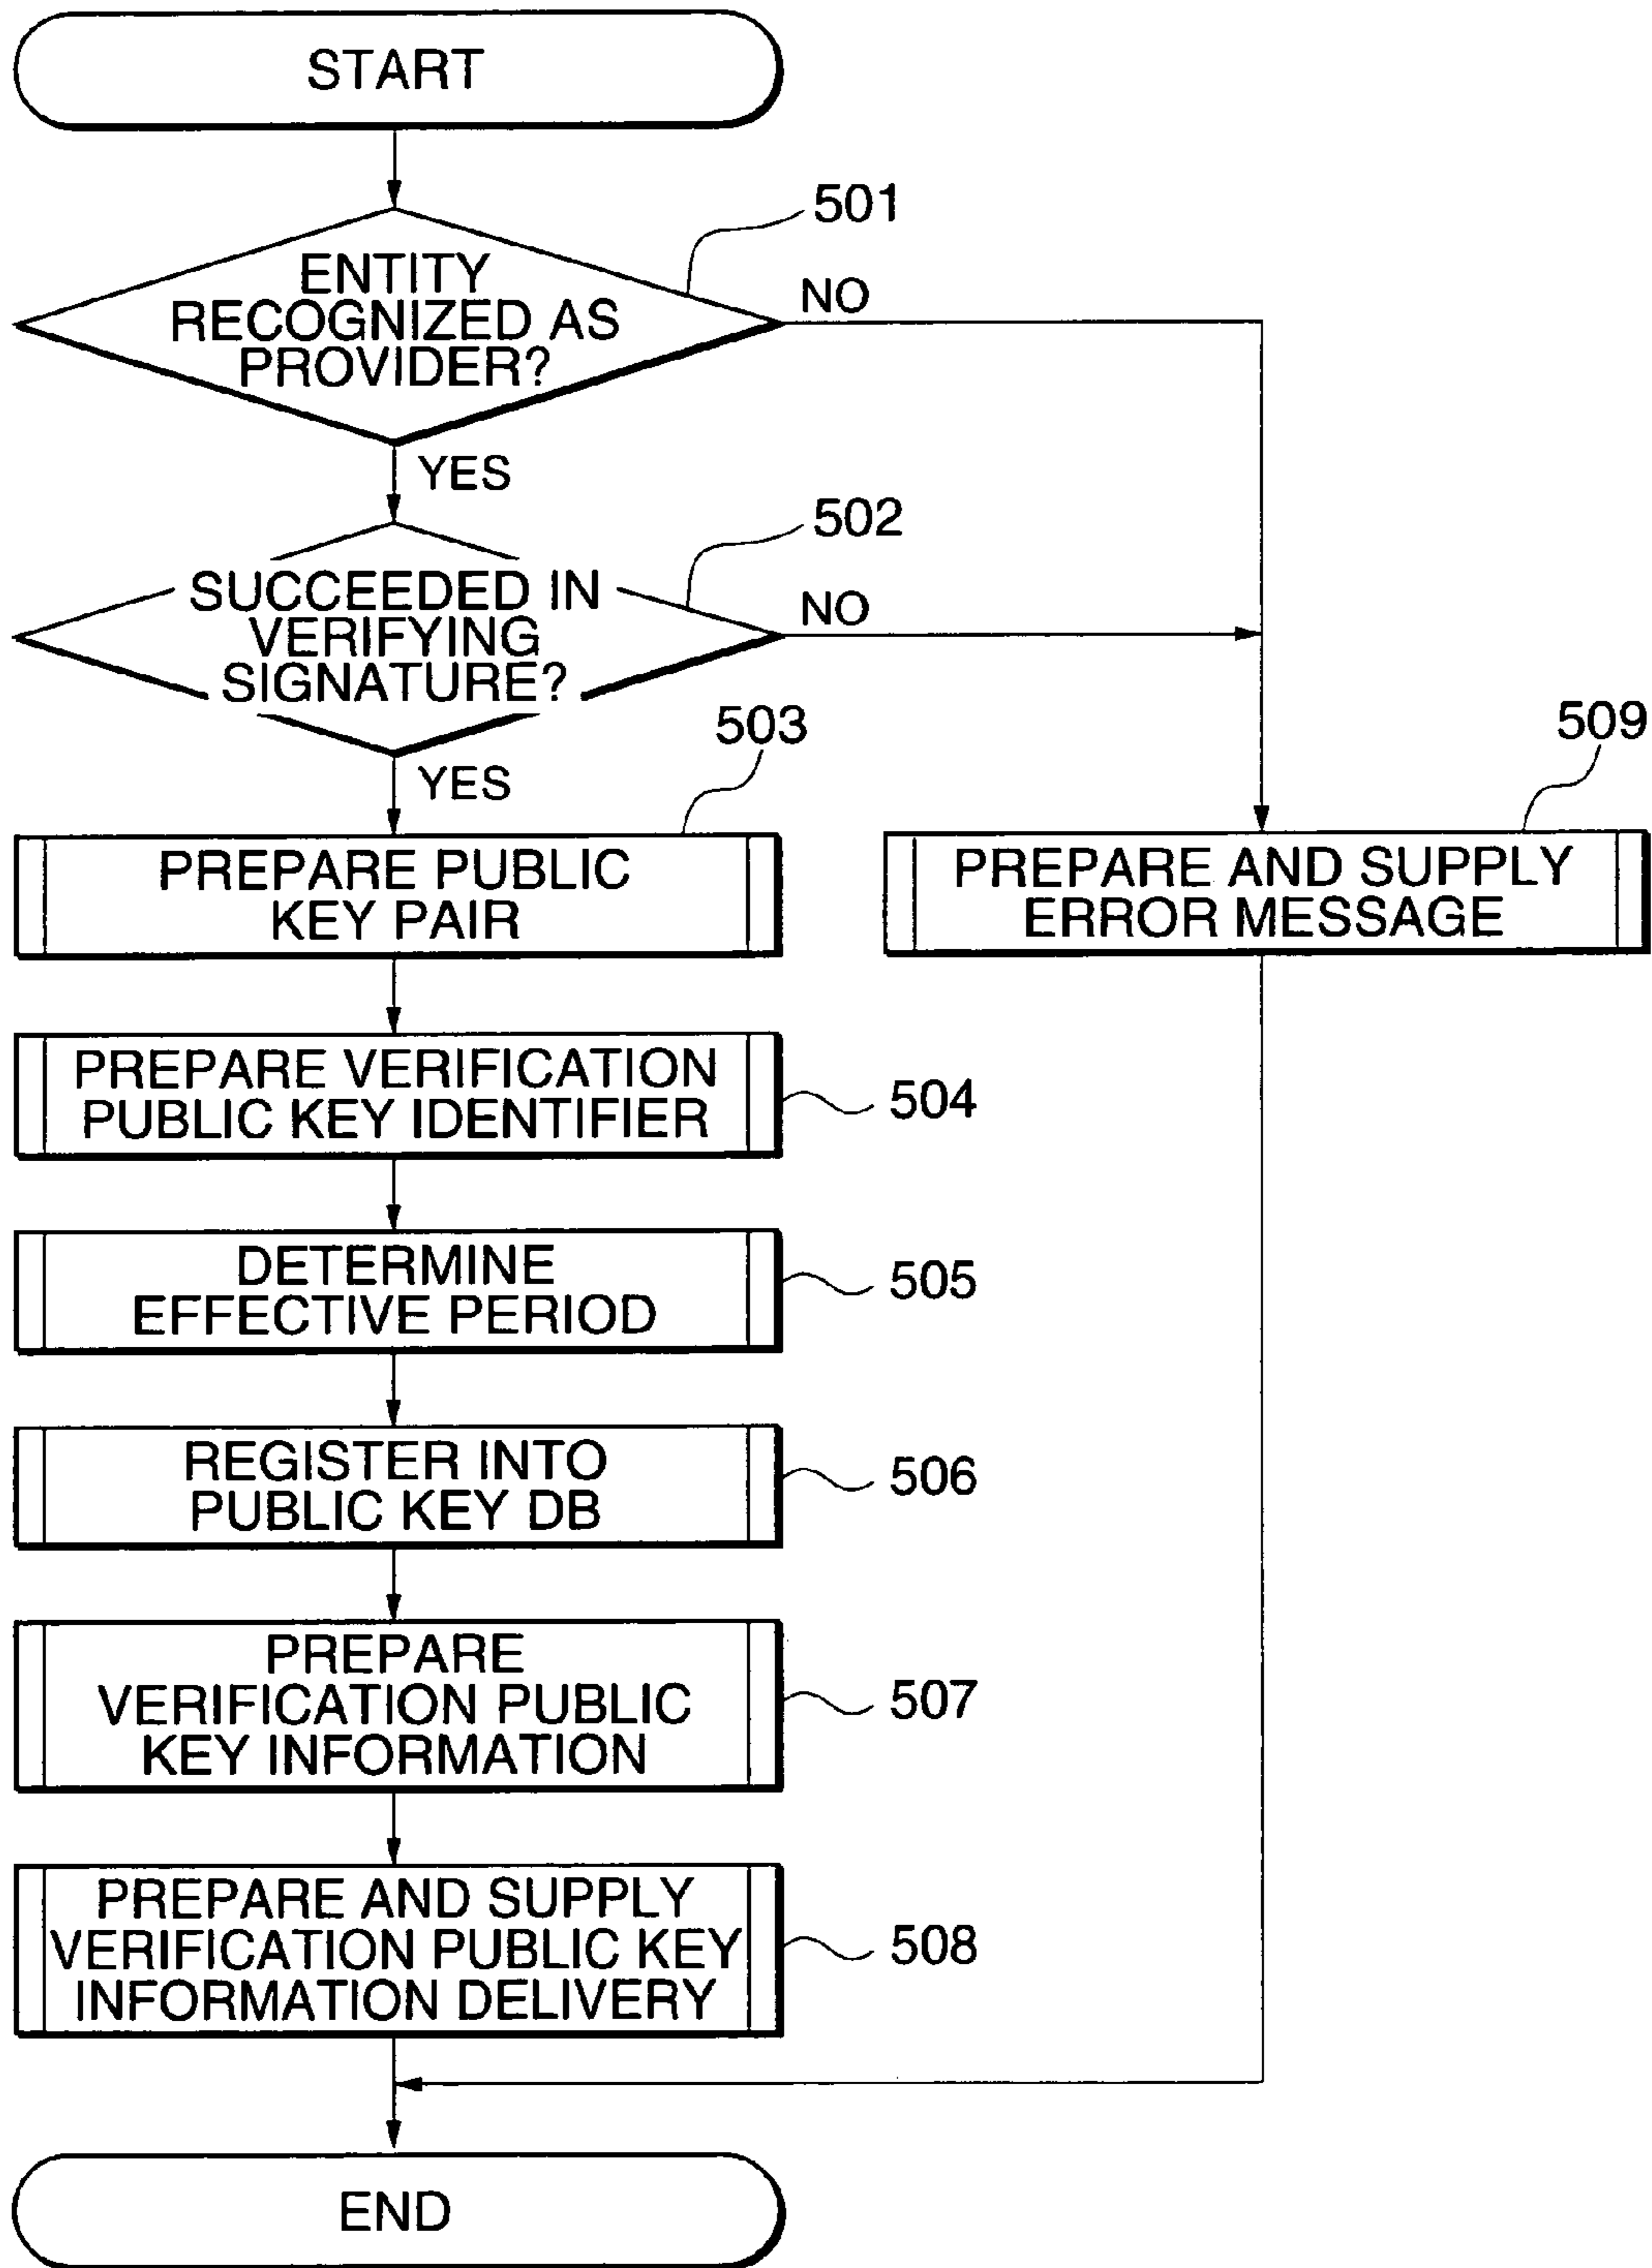 START
501
ENTITY
RECOGNIZED AS
PROVIDER?
NO
YES
502
SUCCEEDED IN
VERIFYING
SIGNATURE?
NO
YES
503
PREPARE PUBLIC
KEY PAIR
509
PREPARE AND SUPPLY
ERROR MESSAGE
PREPARE VERIFICATION
PUBLIC KEY IDENTIFIER
504
DETERMINE
EFFECTIVE PERIOD
505
REGISTER INTO
PUBLIC KEY DB
506
PREPARE
VERIFICATION PUBLIC
KEY INFORMATION
507
PREPARE AND SUPPLY
VERIFICATION PUBLIC KEY
INFORMATION DELIVERY
508
END